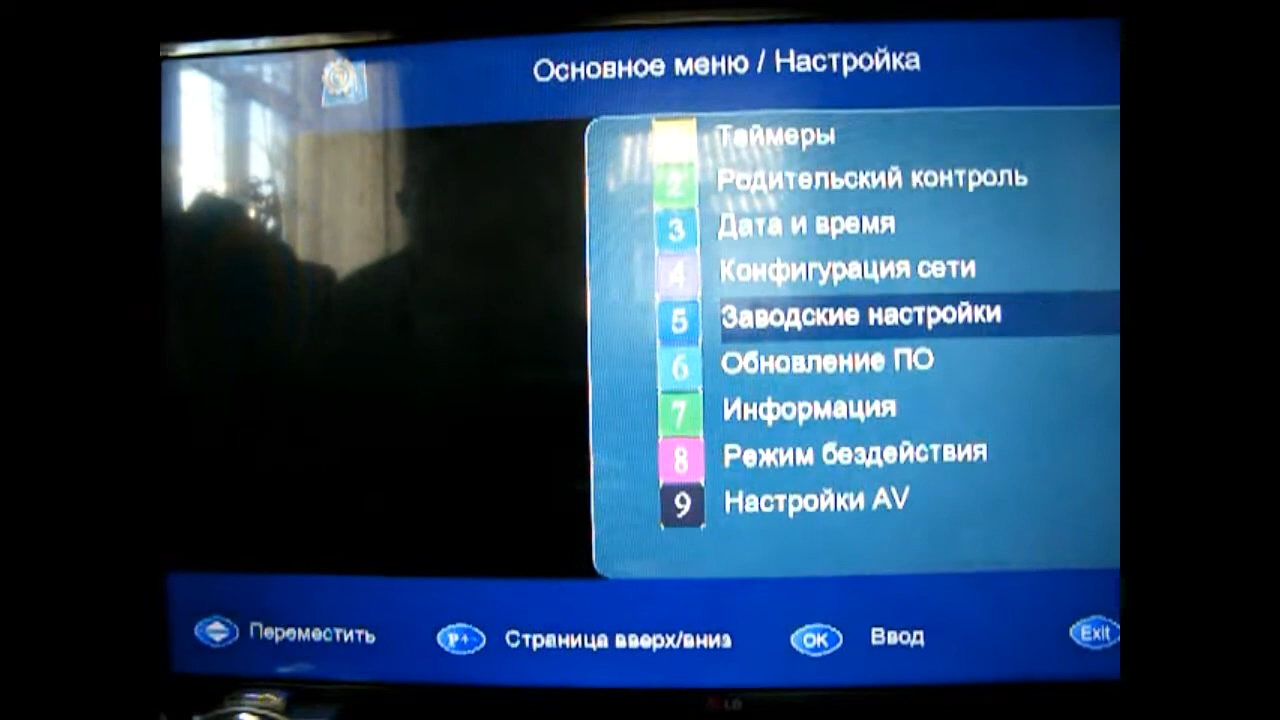 Основное меню / Настройка
Таймеры
2 Родительский контроль
3 Дата и время
4 Конфигурация сети
5 Заводские настройки
6 Обновление ПО
7 Информация
8 Режим бездействия
9 Настройки AV
Переместить P+ Страница вверх/вниз OK Ввод Exit
LG